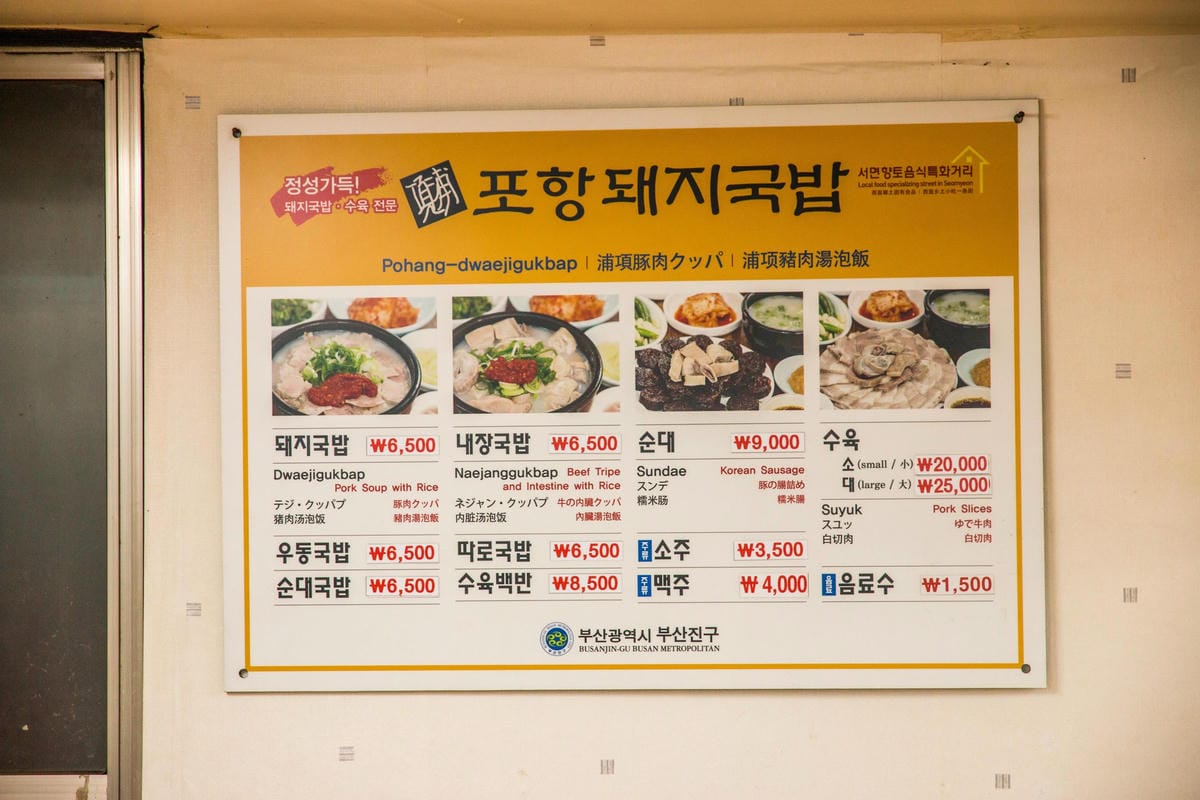 정성가득!
돼지국밥·수육 전문
포항돼지국밥
서면향토음식특화거리
Local food specializing street in Seomyeon
Pohang-dwaejigukbap | 浦項豚肉クッパ | 浦项豬肉湯泡飯
돼지국밥 ₩6,500
Dwaejigukbap
Pork Soup with Rice
テジ・クッパプ 豚肉クッパ
猪肉汤泡饭 豬肉湯泡飯
내장국밥 ₩6,500
Naejanggukbap Beef Tripe
and Intestine with Rice
ネジャン・クッパプ 牛の内臓クッパ
内脏汤泡饭 內臟湯泡飯
순대 ₩9,000
Sundae Korean Sausage
スンデ 豚の腸詰め
糯米肠 糯米腸
수육
소 (small / 小) ₩20,000
대 (large / 大) ₩25,000
Suyuk Pork Slices
スユッ ゆで牛肉
白切肉 白切肉
우동국밥 ₩6,500
따로국밥 ₩6,500
주류 소주 ₩3,500
순대국밥 ₩6,500
수육백반 ₩8,500
주류 맥주 ₩4,000
음료 음료수 ₩1,500
부산광역시 부산진구
BUSANJIN-GU BUSAN METROPOLITAN